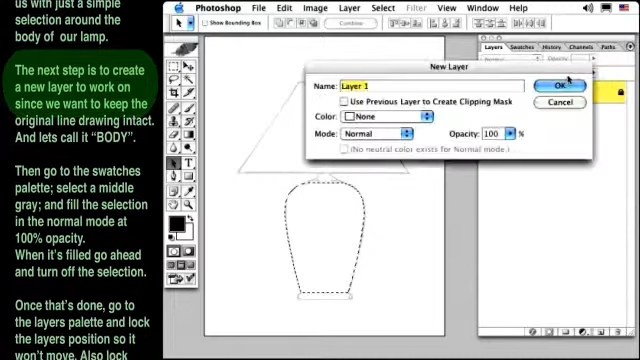 us with just a simple
selection around the
body of our lamp.
The next step is to create
a new layer to work on
since we want to keep the
original line drawing intact.
And lets call it “BODY”.
Then go to the swatches
palette; select a middle
gray; and fill the selection
in the normal mode at
100% opacity.
When it's filled go ahead
and turn off the selection.
Once that's done, go to
the layers palette and lock
the layers position so it
won't move. Also lock
Photoshop File Edit Image Layer Select Filter View Window Help
Show Bounding Box Combine
Layers Swatches History Channels Paths
New Layer
Name: Layer 1
OK
Use Previous Layer to Create Clipping Mask
Cancel
Color: None
Mode: Normal Opacity: 100 %
(No neutral color exists for Normal mode.)